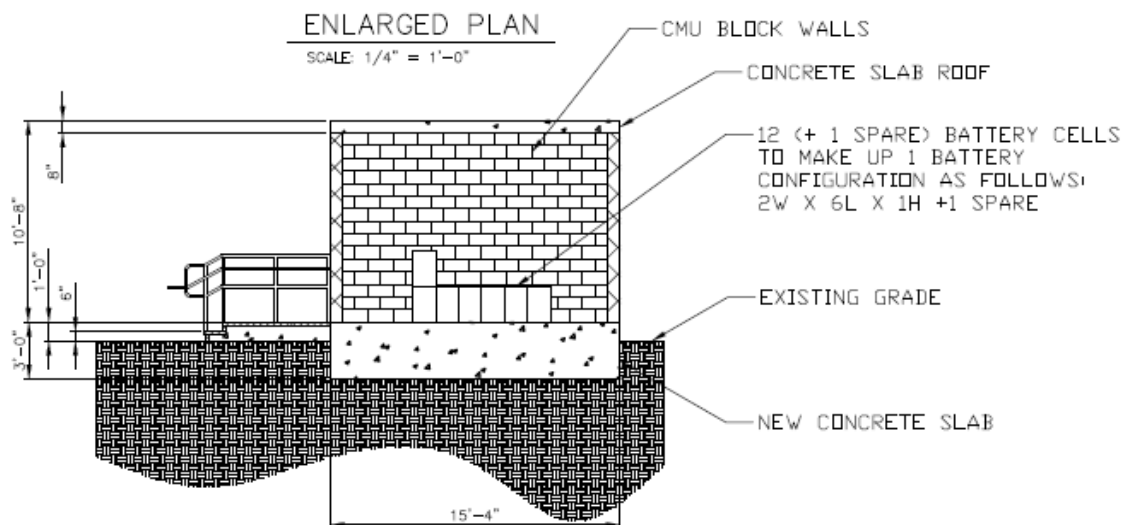 ENLARGED PLAN
SCALE: 1/4" = 1'-0"
CMU BLOCK WALLS
CONCRETE SLAB ROOF
12 (+ 1 SPARE) BATTERY CELLS
TO MAKE UP 1 BATTERY
CONFIGURATION AS FOLLOWS:
2W X 6L X 1H +1 SPARE
8"
10'-8"
1'-0"
6"
3'-0"
EXISTING GRADE
NEW CONCRETE SLAB
15'-4"